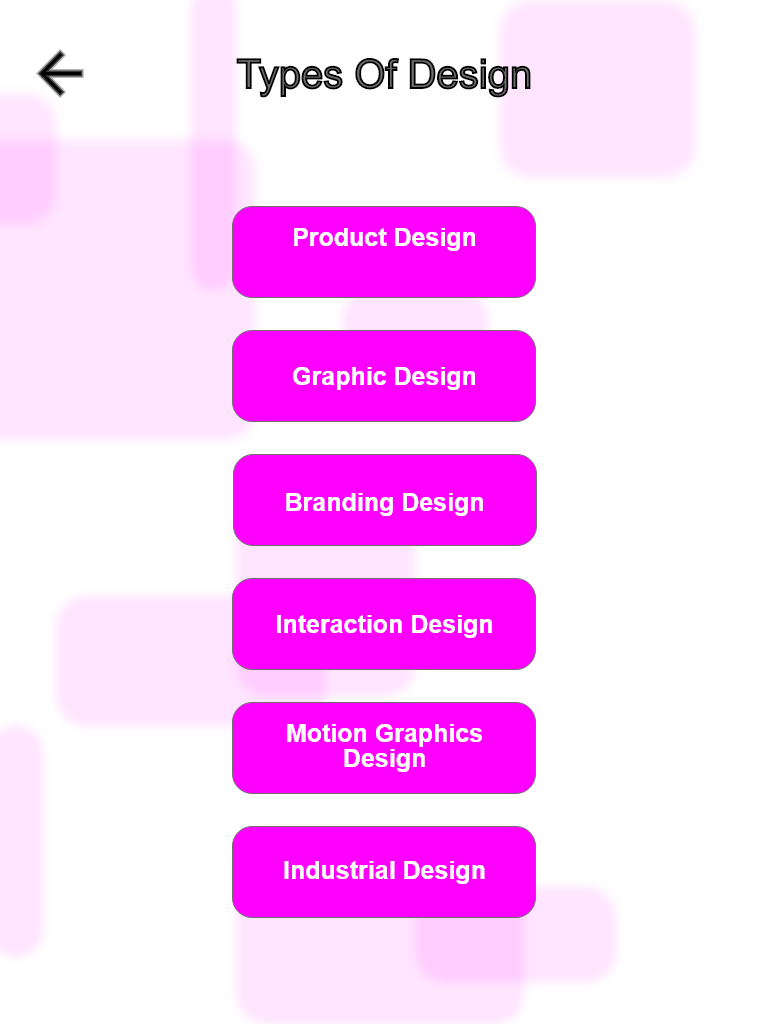 Types Of Design
Product Design
Graphic Design
Branding Design
Interaction Design
Motion Graphics
Design
Industrial Design